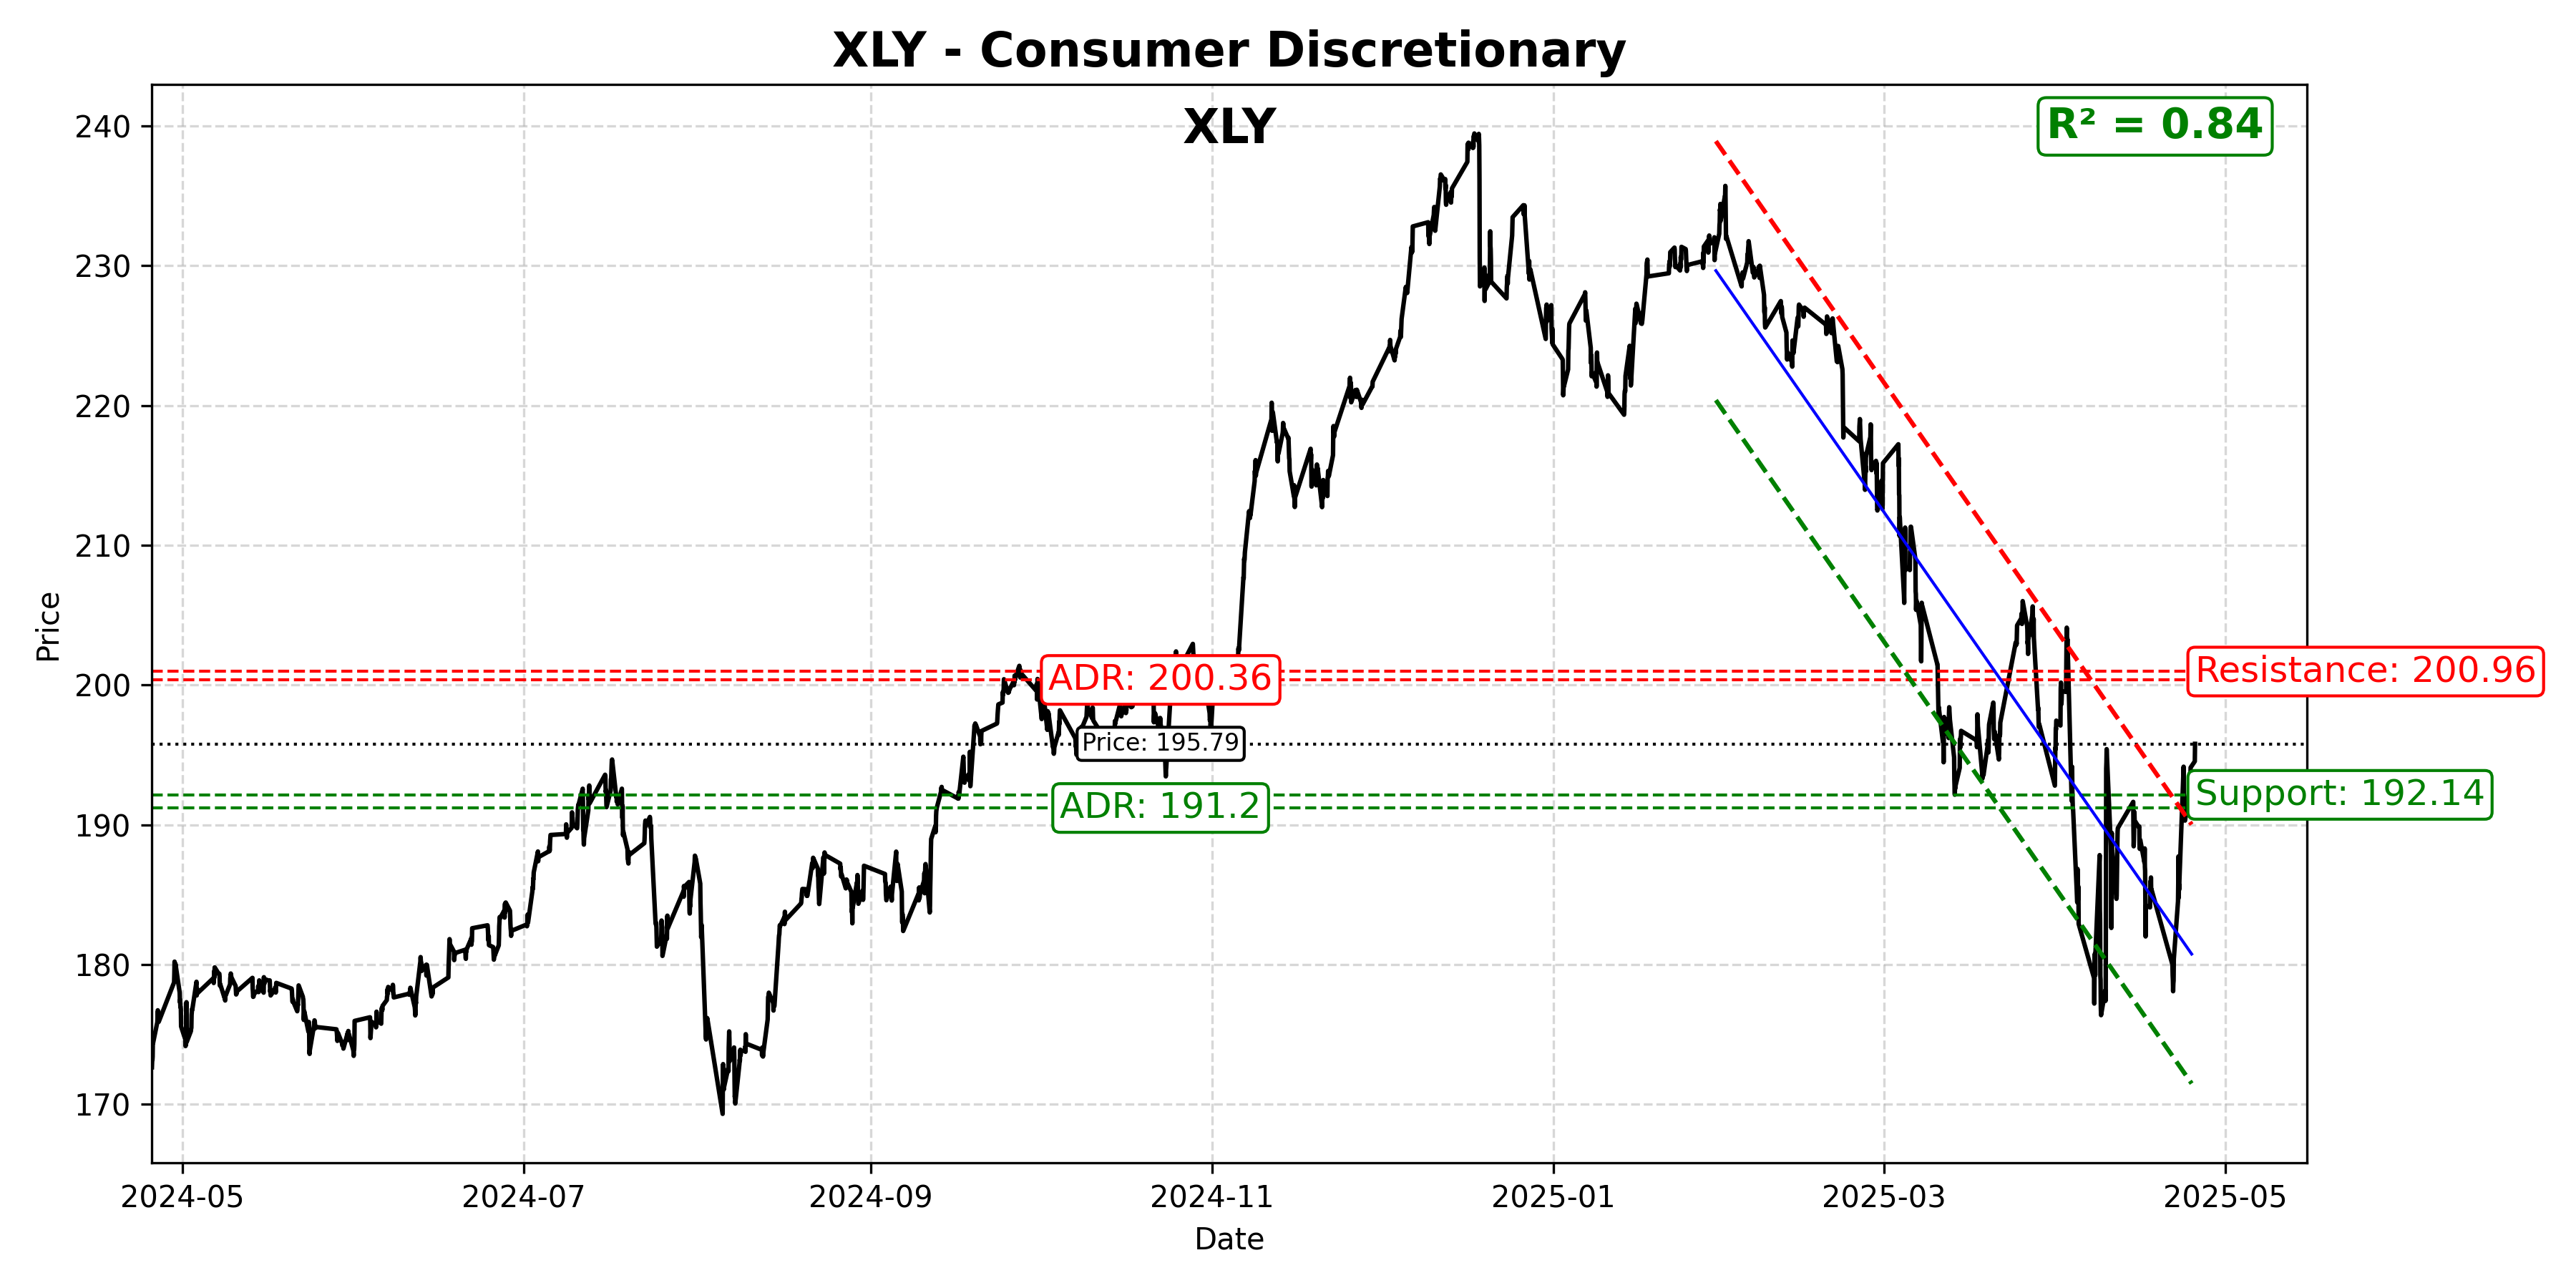 XLY - Consumer Discretionary
XLY
R² = 0.84
240
230
220
210
200
190
180
170
Price
ADR: 200.36
Resistance: 200.96
Price: 195.79
ADR: 191.2
Support: 192.14
2024-05
2024-07
2024-09
2024-11
2025-01
2025-03
2025-05
Date